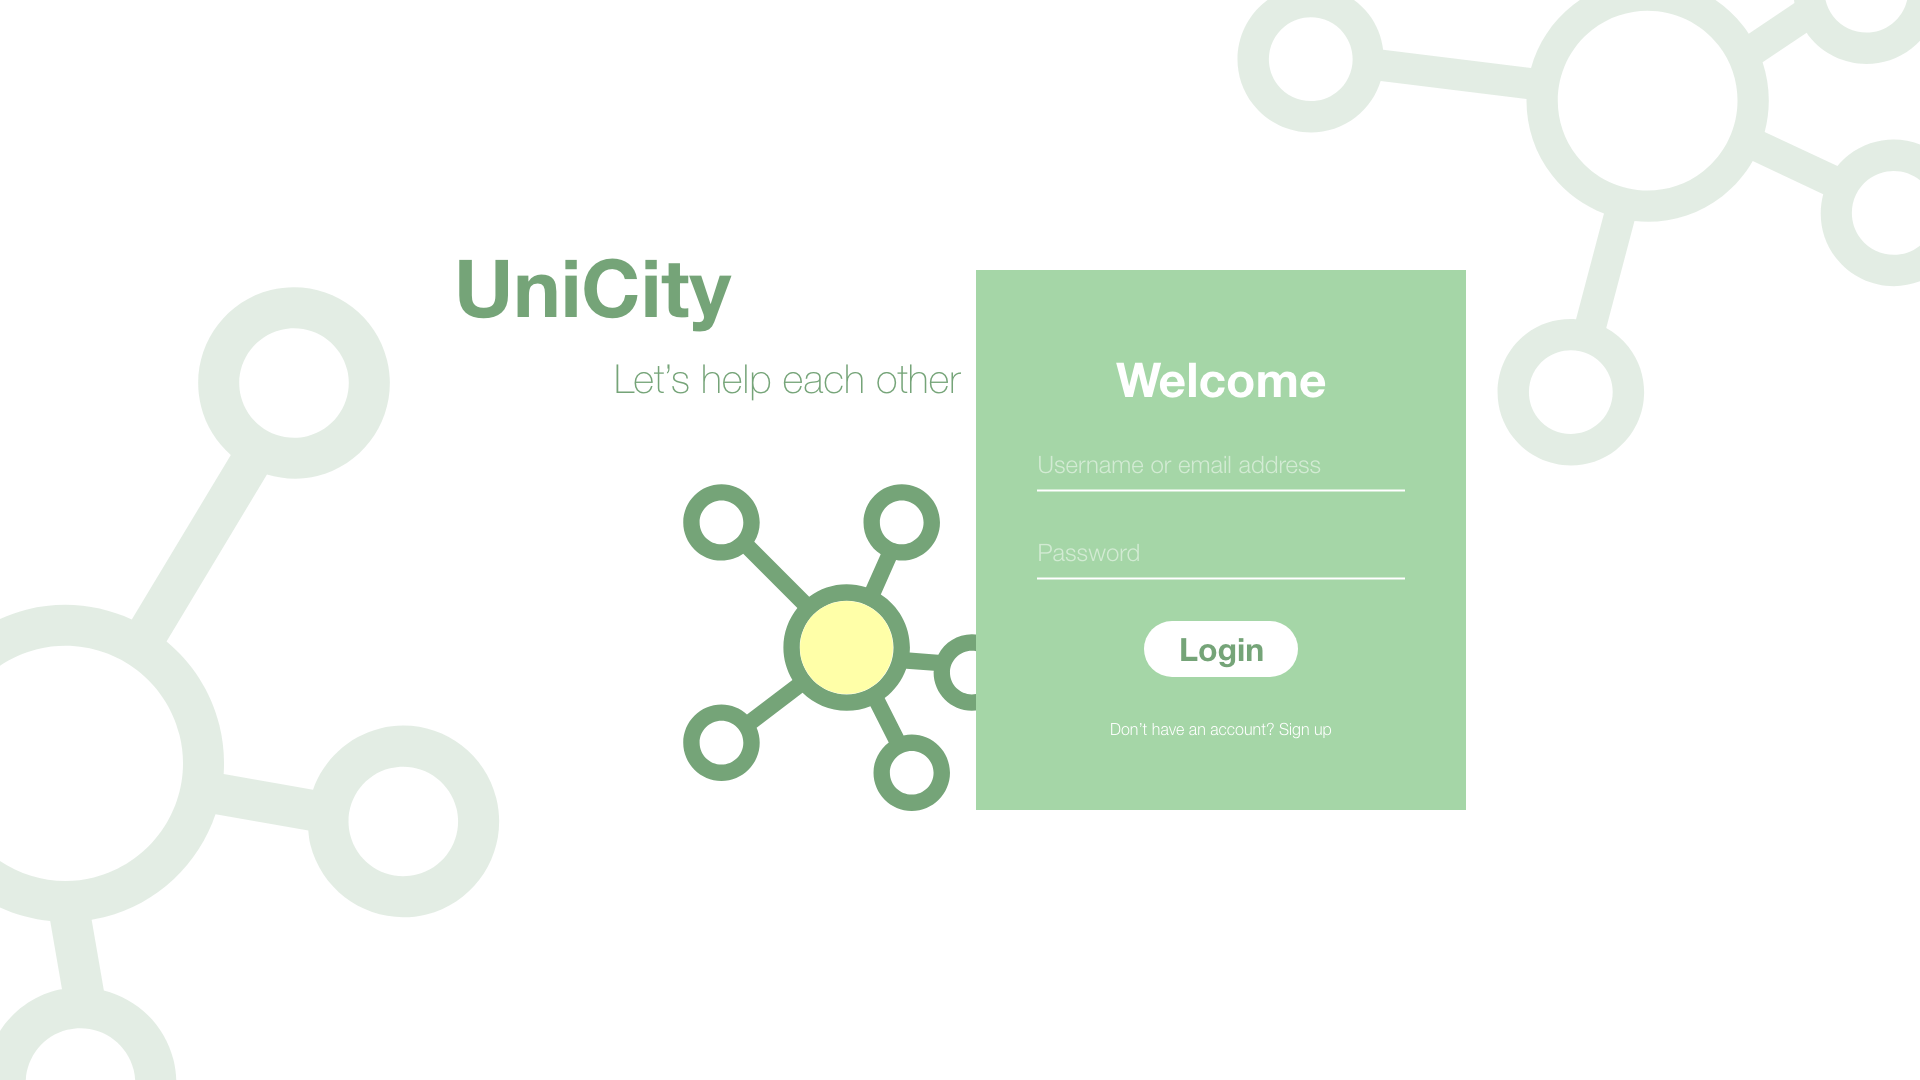 UniCity
Let’s help each other
Welcome
Username or email address
Password
Login
Don’t have an account? Sign up